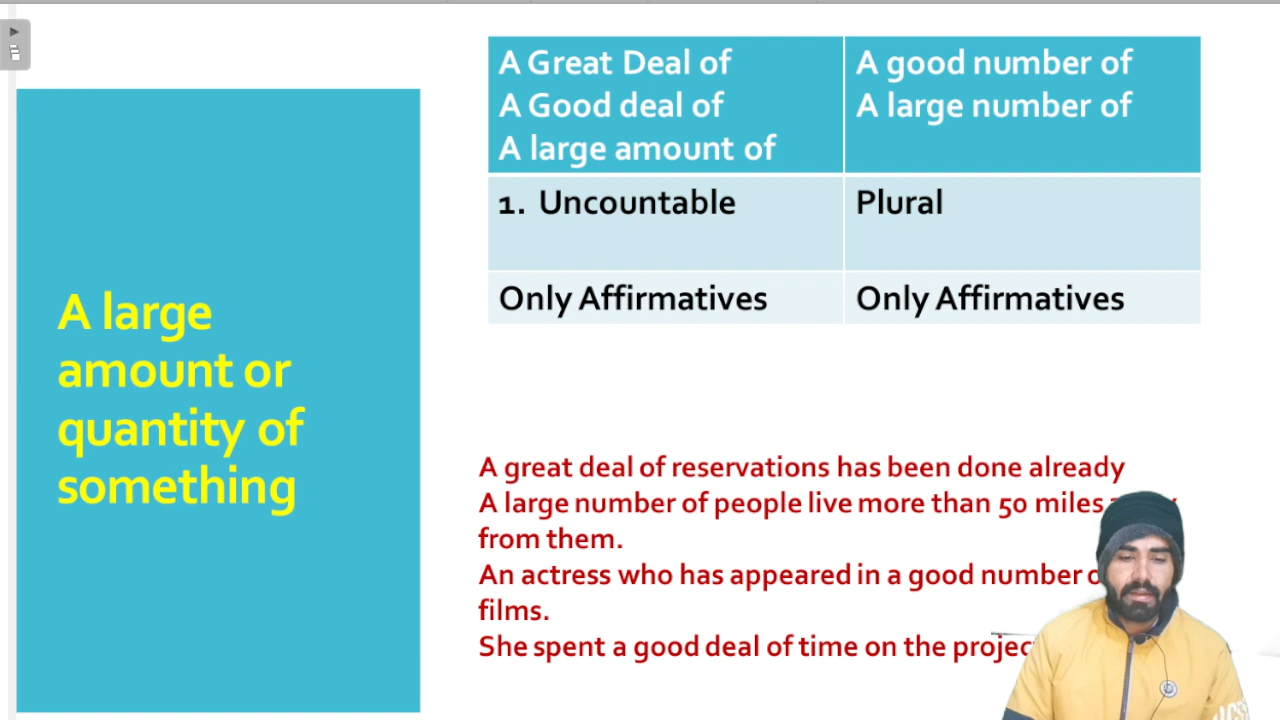 A large
amount or
quantity of
something
A Great Deal of
A Good deal of
A large amount of
A good number of
A large number of
1. Uncountable
Plural
Only Affirmatives
Only Affirmatives
A great deal of reservations has been done already
A large number of people live more than 50 miles
from them.
An actress who has appeared in a good number
films.
She spent a good deal of time on the